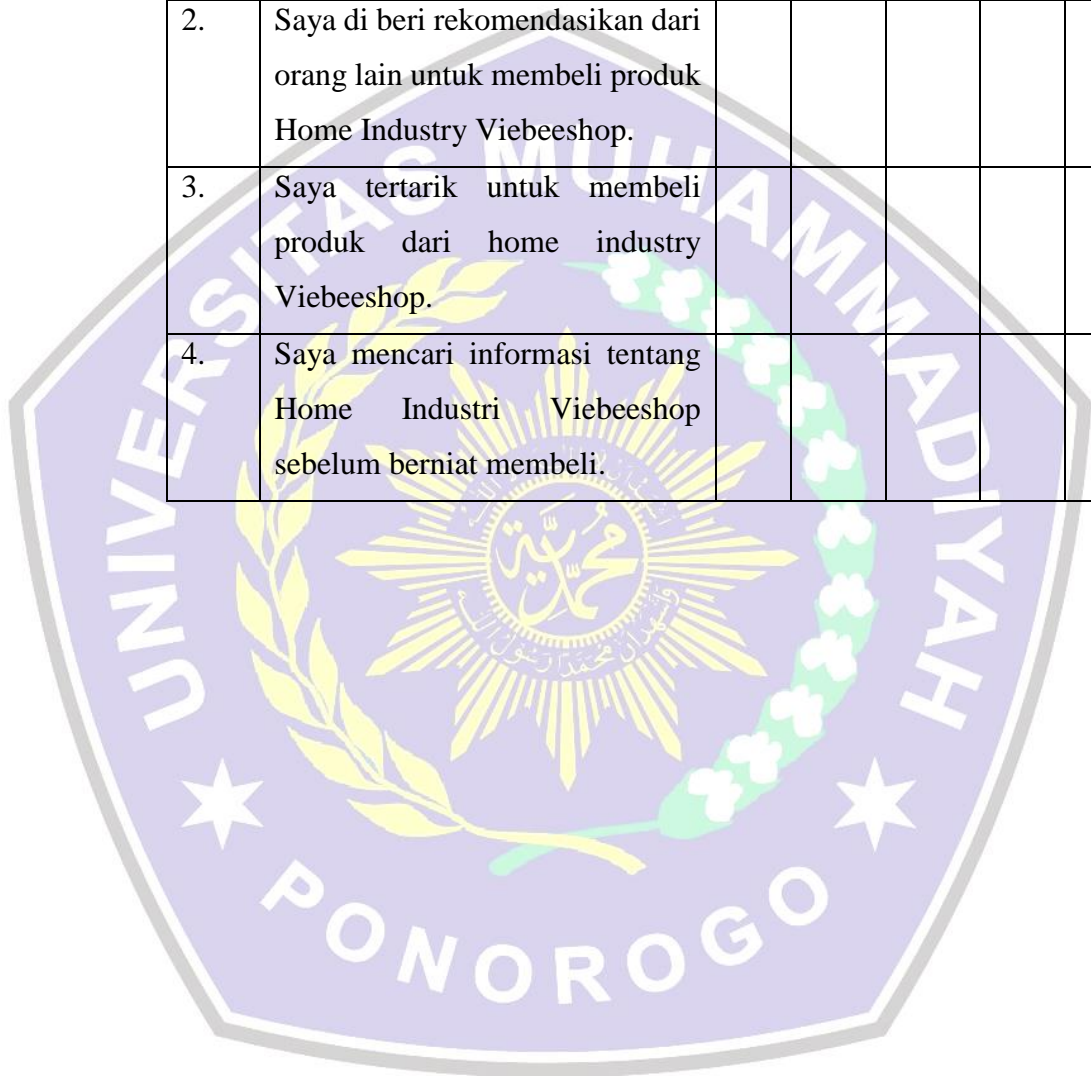 2. Saya di beri rekomendasikan dari
orang lain untuk membeli produk
Home Industry Viebeeshop.
3. Saya tertarik untuk membeli
produk dari home industry
Viebeeshop.
4. Saya mencari informasi tentang
Home Industri Viebeeshop
sebelum berniat membeli.
UNIVERSITAS MUHAMMADIYAH
PONOROGO
محمدية